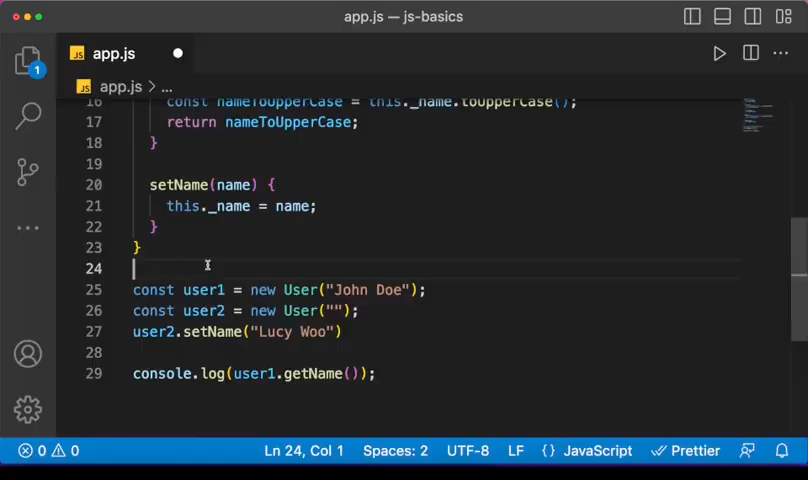 app.js — js-basics
1
JS app.js
JS app.js > ...
16 const nameToUpperCase = this._name.toUpperCase();
17 return nameToUpperCase;
18 }
19
20 setName(name) {
21 this._name = name;
22 }
23 }
24
25 const user1 = new User("John Doe");
26 const user2 = new User("");
27 user2.setName("Lucy Woo")
28
29 console.log(user1.getName());
0 0 Ln 24, Col 1 Spaces: 2 UTF-8 LF {} JavaScript Prettier